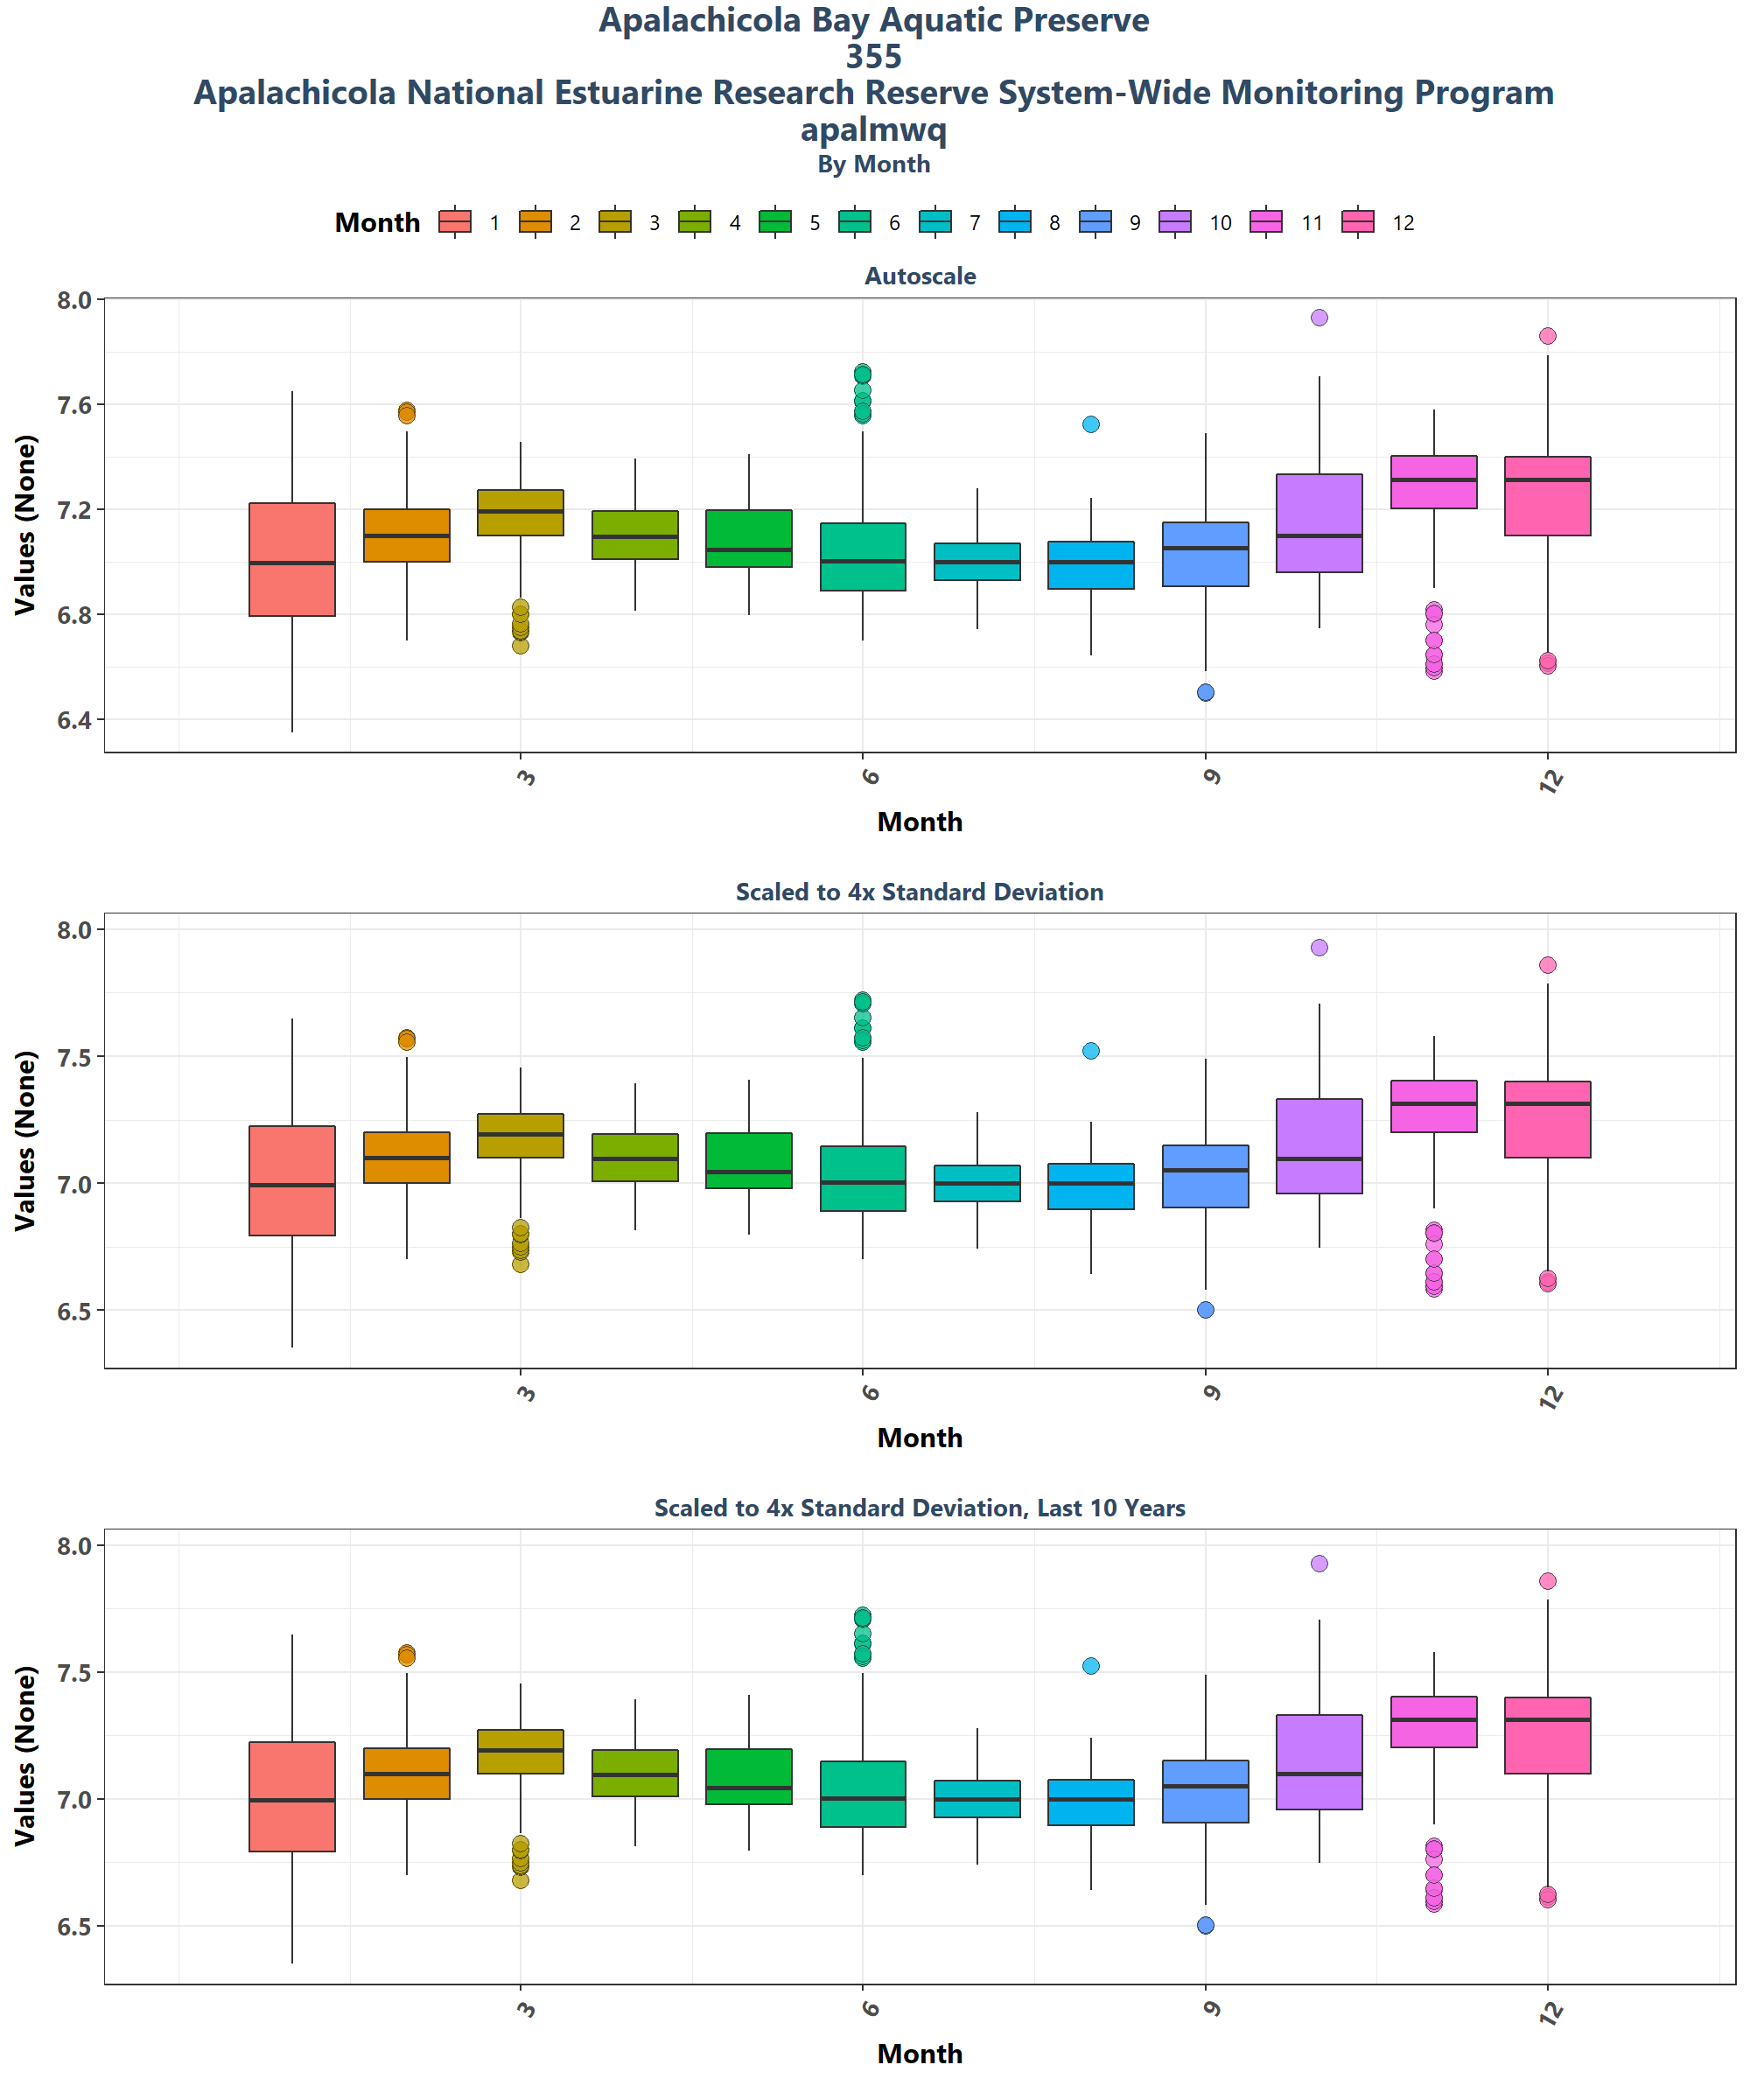 Apalachicola Bay Aquatic Preserve
355
Apalachicola National Estuarine Research Reserve System-Wide Monitoring Program
apalmwq
By Month
Month 1 2 3 4 5 6 7 8 9 10 11 12
Autoscale
Values (None)
8.0
7.6
7.2
6.8
6.4
3 6 9 12
Month
Scaled to 4x Standard Deviation
Values (None)
8.0
7.5
7.0
6.5
3 6 9 12
Month
Scaled to 4x Standard Deviation, Last 10 Years
Values (None)
8.0
7.5
7.0
6.5
3 6 9 12
Month